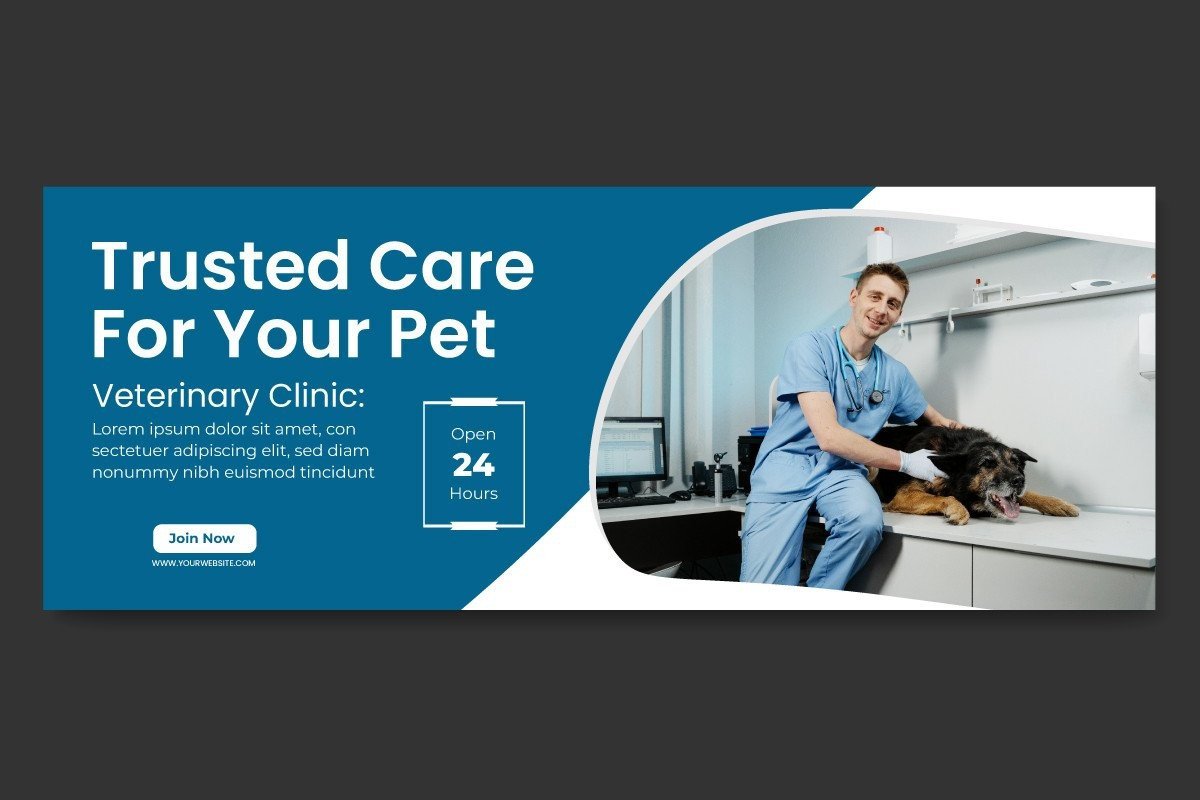 Trusted Care
For Your Pet
Veterinary Clinic:
Lorem ipsum dolor sit amet, con
sectetuer adipiscing elit, sed diam
nonummy nibh euismod tincidunt
Open
24
Hours
Join Now
WWW.YOURWEBSITE.COM